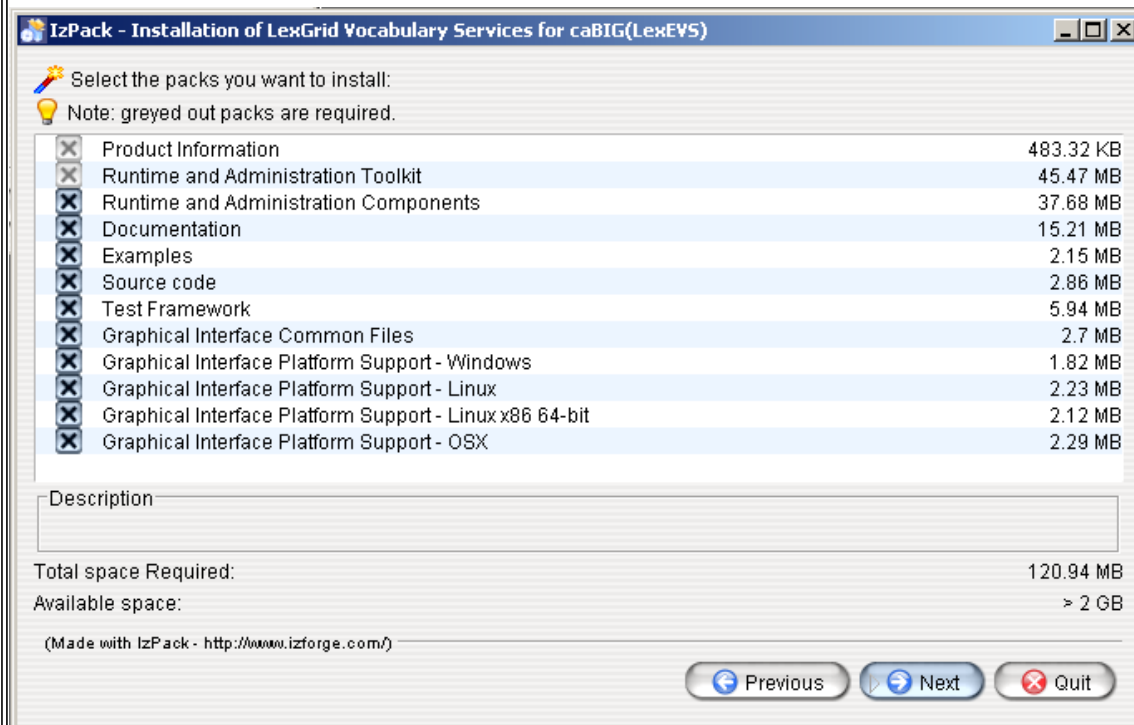 IzPack - Installation of LexGrid Vocabulary Services for caBIG(LexEVS)
Select the packs you want to install:
Note: greyed out packs are required.
Product Information 483.32 KB
Runtime and Administration Toolkit 45.47 MB
Runtime and Administration Components 37.68 MB
Documentation 15.21 MB
Examples 2.15 MB
Source code 2.86 MB
Test Framework 5.94 MB
Graphical Interface Common Files 2.7 MB
Graphical Interface Platform Support - Windows 1.82 MB
Graphical Interface Platform Support - Linux 2.23 MB
Graphical Interface Platform Support - Linux x86 64-bit 2.12 MB
Graphical Interface Platform Support - OSX 2.29 MB
Description
Total space Required: 120.94 MB
Available space: > 2 GB
(Made with IzPack - http://www.izforge.com/)
Previous Next Quit